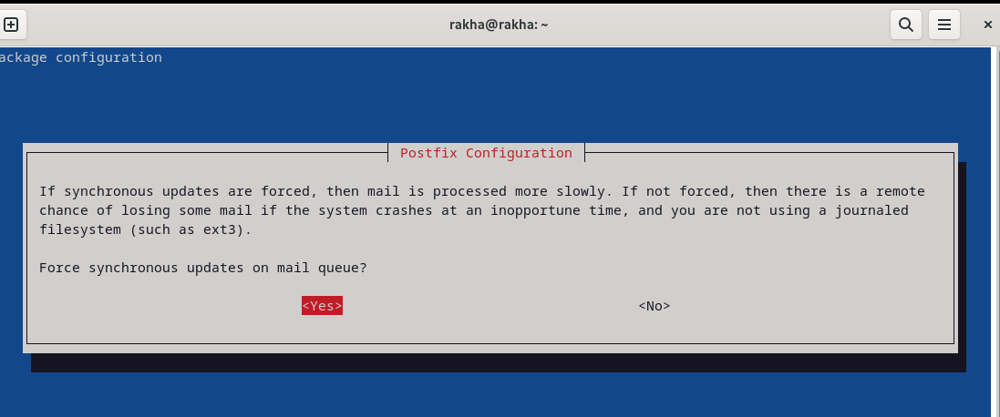 rakha@rakha: ~
ackage configuration
Postfix Configuration
If synchronous updates are forced, then mail is processed more slowly. If not forced, then there is a remote
chance of losing some mail if the system crashes at an inopportune time, and you are not using a journaled
filesystem (such as ext3).
Force synchronous updates on mail queue?
<Yes> <No>